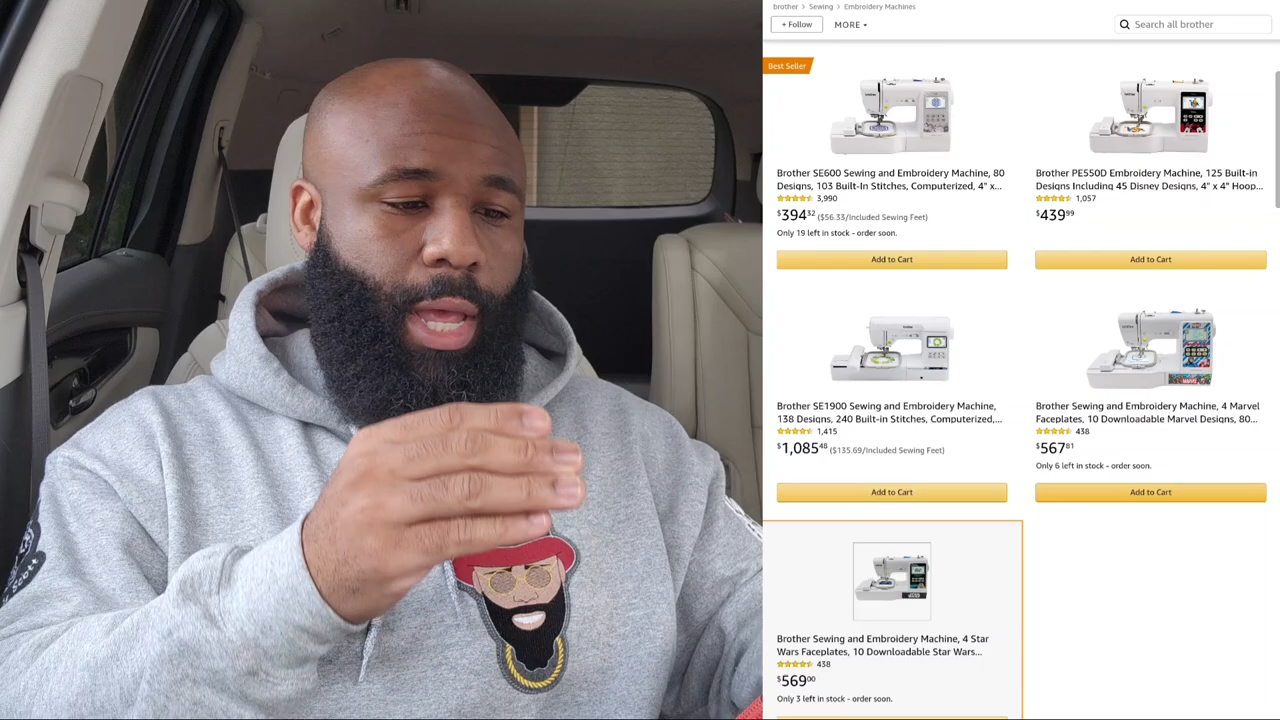 brother › Sewing › Embroidery Machines
+ Follow
MORE
Search all brother
Best Seller
Brother SE600 Sewing and Embroidery Machine, 80
Designs, 103 Built-In Stitches, Computerized, 4" x...
3,990
$394 32 ($56.33/Included Sewing Feet)
Only 19 left in stock - order soon.
Add to Cart
Brother PE550D Embroidery Machine, 125 Built-in
Designs Including 45 Disney Designs, 4" x 4" Hoop...
1,057
$439 99
Add to Cart
Brother SE1900 Sewing and Embroidery Machine,
138 Designs, 240 Built-in Stitches, Computerized,...
1,415
$1,085 48 ($135.69/Included Sewing Feet)
Add to Cart
MARVEL
Brother Sewing and Embroidery Machine, 4 Marvel
Faceplates, 10 Downloadable Marvel Designs, 80...
438
$567 81
Only 6 left in stock - order soon.
Add to Cart
Brother Sewing and Embroidery Machine, 4 Star
Wars Faceplates, 10 Downloadable Star Wars...
438
$569 00
Only 3 left in stock - order soon.
scott